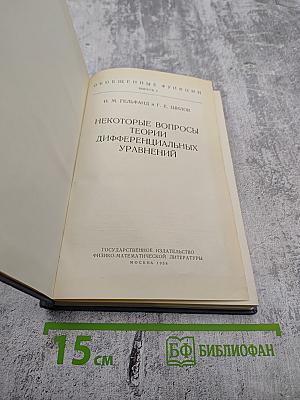 ОБОБЩЕННЫЕ ФУНКЦИИ
ВЫПУСК 3
И. М. ГЕЛЬФАНД и Г. Е. ШИЛОВ
НЕКОТОРЫЕ ВОПРОСЫ
ТЕОРИИ
ДИФФЕРЕНЦИАЛЬНЫХ
УРАВНЕНИЙ
ГОСУДАРСТВЕННОЕ ИЗДАТЕЛЬСТВО
ФИЗИКО-МАТЕМАТИЧЕСКОЙ ЛИТЕРАТУРЫ
МОСКВА 1958
15 см
БФ БИБЛИОФАН